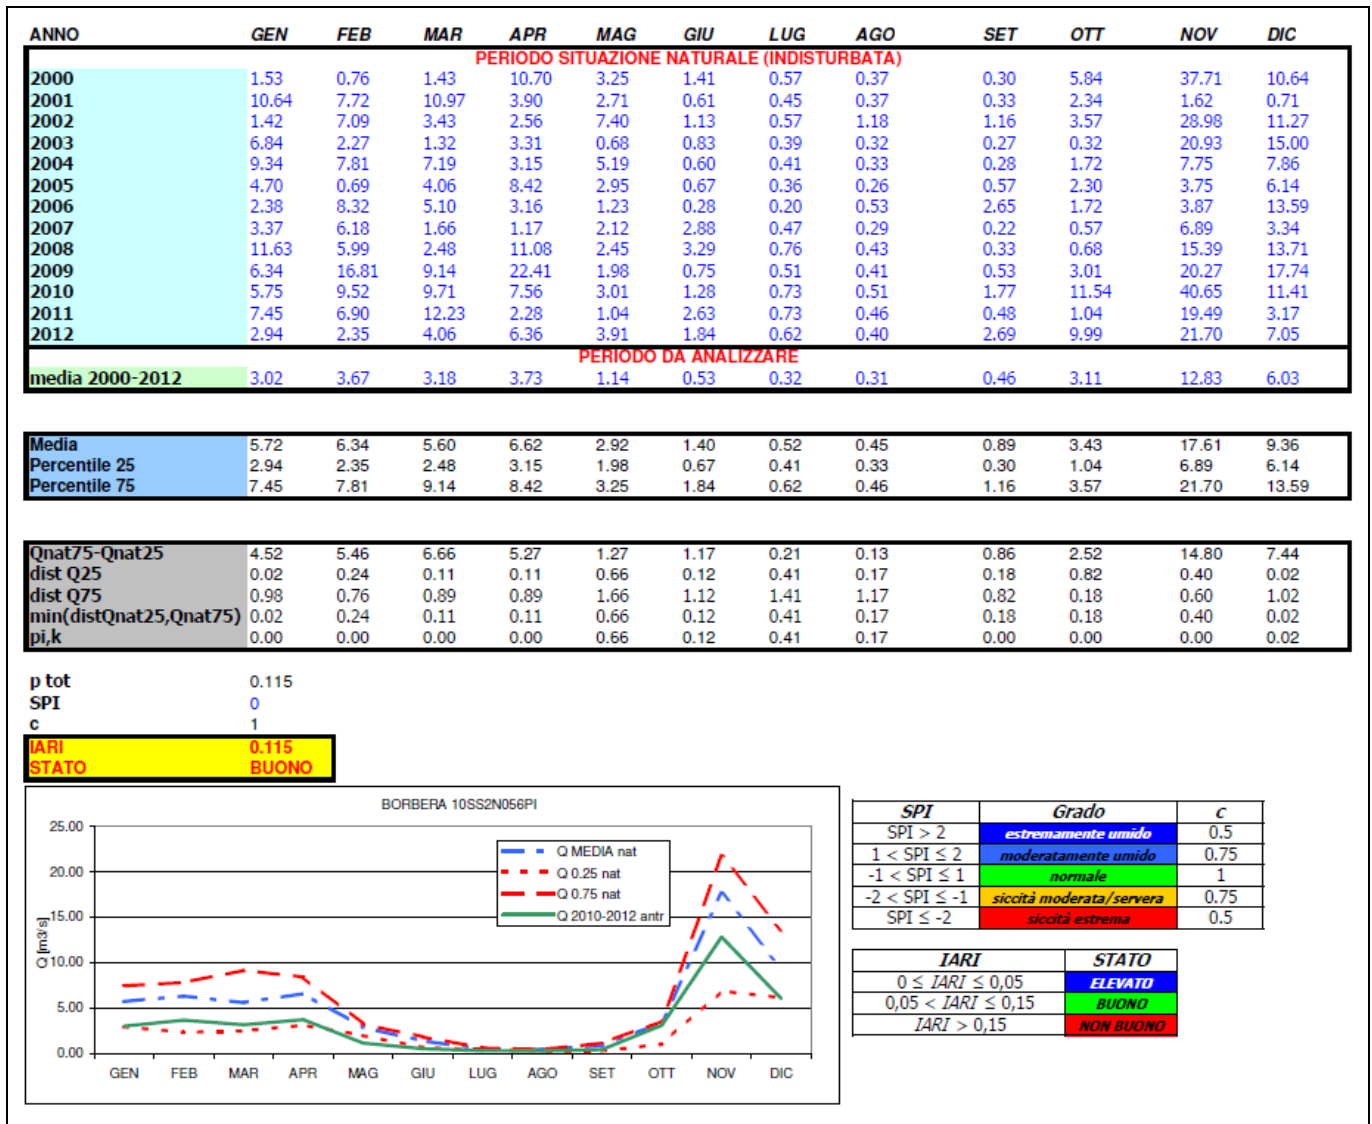 ANNO GEN FEB MAR APR MAG GIU LUG AGO SET OTT NOV DIC
PERIODO SITUAZIONE NATURALE (INDISTURBATA)
2000 1.53 0.76 1.43 10.70 3.25 1.41 0.57 0.37 0.30 5.84 37.71 10.64
2001 10.64 7.72 10.97 3.90 2.71 0.61 0.45 0.37 0.33 2.34 1.62 0.71
2002 1.42 7.09 3.43 2.56 7.40 1.13 0.57 1.18 1.16 3.57 28.98 11.27
2003 6.84 2.27 1.32 3.31 0.68 0.83 0.39 0.32 0.27 0.32 20.93 15.00
2004 9.34 7.81 7.19 3.15 5.19 0.60 0.41 0.33 0.28 1.72 7.75 7.86
2005 4.70 0.69 4.06 8.42 2.95 0.67 0.36 0.26 0.57 2.30 3.75 6.14
2006 2.38 8.32 5.10 3.16 1.23 0.28 0.20 0.53 2.65 1.72 3.87 13.59
2007 3.37 6.18 1.66 1.17 2.12 2.88 0.47 0.29 0.22 0.57 6.89 3.34
2008 11.63 5.99 2.48 11.08 2.45 3.29 0.76 0.43 0.33 0.68 15.39 13.71
2009 6.34 16.81 9.14 22.41 1.98 0.75 0.51 0.41 0.53 3.01 20.27 17.74
2010 5.75 9.52 9.71 7.56 3.01 1.28 0.73 0.51 1.77 11.54 40.65 11.41
2011 7.45 6.90 12.23 2.28 1.04 2.63 0.73 0.46 0.48 1.04 19.49 3.17
2012 2.94 2.35 4.06 6.36 3.91 1.84 0.62 0.40 2.69 9.99 21.70 7.05
PERIODO DA ANALIZZARE
media 2000-2012 3.02 3.67 3.18 3.73 1.14 0.53 0.32 0.31 0.46 3.11 12.83 6.03
Media 5.72 6.34 5.60 6.62 2.92 1.40 0.52 0.45 0.89 3.43 17.61 9.36
Percentile 25 2.94 2.35 2.48 3.15 1.98 0.67 0.41 0.33 0.30 1.04 6.89 6.14
Percentile 75 7.45 7.81 9.14 8.42 3.25 1.84 0.62 0.46 1.16 3.57 21.70 13.59
Qnat75-Qnat25 4.52 5.46 6.66 5.27 1.27 1.17 0.21 0.13 0.86 2.52 14.80 7.44
dist Q25 0.02 0.24 0.11 0.11 0.66 0.12 0.41 0.17 0.18 0.82 0.40 0.02
dist Q75 0.98 0.76 0.89 0.89 1.66 1.12 1.41 1.17 0.82 0.18 0.60 1.02
min(distQnat25,Qnat75) 0.02 0.24 0.11 0.11 0.66 0.12 0.41 0.17 0.18 0.18 0.40 0.02
pi,k 0.00 0.00 0.00 0.00 0.66 0.12 0.41 0.17 0.00 0.00 0.00 0.02
p tot 0.115
SPI 0
c 1
IARI 0.115
STATO BUONO
BORBERA 10SS2N056PI
Q [m3/s]
25.00
20.00
15.00
10.00
5.00
0.00
GEN FEB MAR APR MAG GIU LUG AGO SET OTT NOV DIC
Q MEDIA nat
Q 0.25 nat
Q 0.75 nat
Q 2010-2012 antr
SPI Grado c
SPI > 2 estremamente umido 0.5
1 < SPI ≤ 2 moderatamente umido 0.75
-1 < SPI ≤ 1 normale 1
-2 < SPI ≤ -1 siccità moderata/servera 0.75
SPI ≤ -2 siccità estrema 0.5
IARI STATO
0 ≤ IARI ≤ 0,05 ELEVATO
0,05 < IARI ≤ 0,15 BUONO
IARI > 0,15 NON BUONO